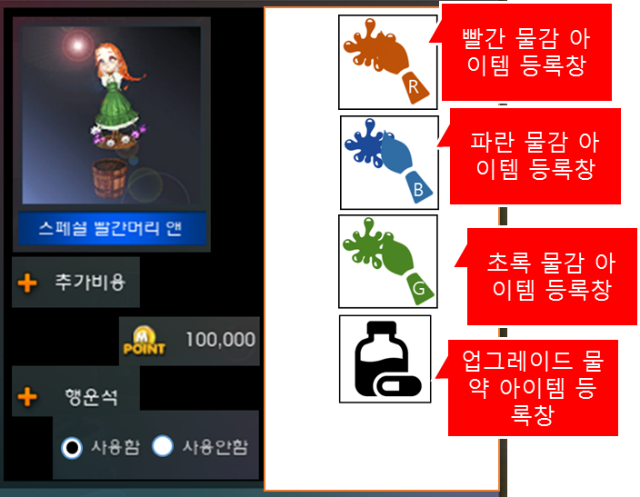 스페셜 빨간머리 앤
추가비용
M
POINT 100,000
행운석
사용함 사용안함
R
빨간 물감 아
이템 등록창
B
파란 물감 아
이템 등록창
G
초록 물감 아
이템 등록창
업그레이드 물
약 아이템 등
록창